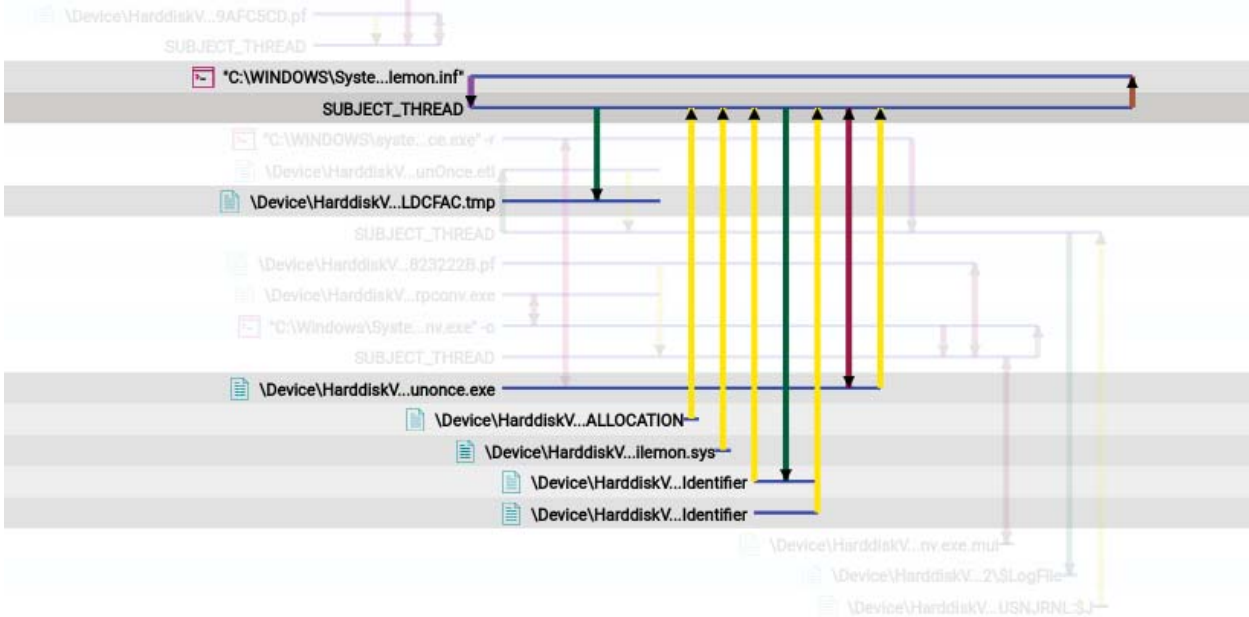 \Device\HarddiskV...9AFC5CD.pf
SUBJECT_THREAD
"C:\WINDOWS\Syste...lemon.inf"
SUBJECT_THREAD
"C:\WINDOWS\syste...ce.exe" -r
\Device\HarddiskV...unOnce.etl
\Device\HarddiskV...LDCFAC.tmp
SUBJECT_THREAD
\Device\HarddiskV...823222B.pf
\Device\HarddiskV...rpconv.exe
"C:\Windows\Syste...nv.exe" -o
SUBJECT_THREAD
\Device\HarddiskV...unonce.exe
\Device\HarddiskV...ALLOCATION
\Device\HarddiskV...ilemon.sys
\Device\HarddiskV...Identifier
\Device\HarddiskV...Identifier
\Device\HarddiskV...nv.exe.mui
\Device\HarddiskV...2\$LogFile
\Device\HarddiskV...USNJRNL:$J